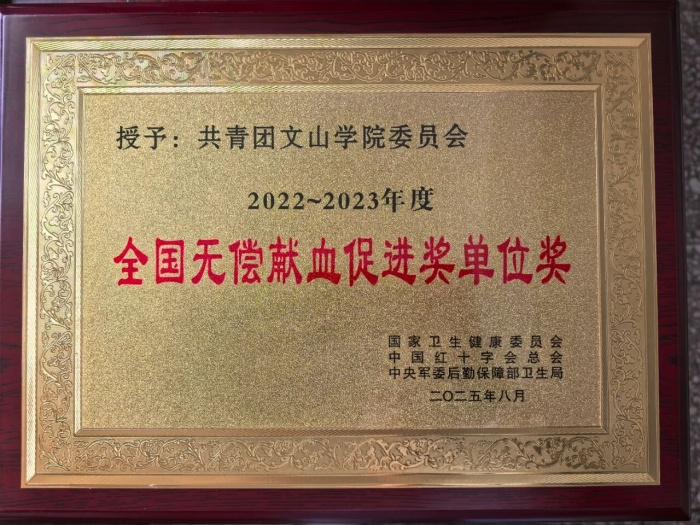 授予：共青团文山学院委员会
2022~2023年度
全国无偿献血促进奖单位奖
国家卫生健康委员会
中国红十字会总会
中央军委后勤保障部卫生局
二〇二五年八月